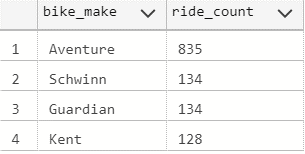 bike_make ride_count
1 Aventure 835
2 Schwinn 134
3 Guardian 134
4 Kent 128